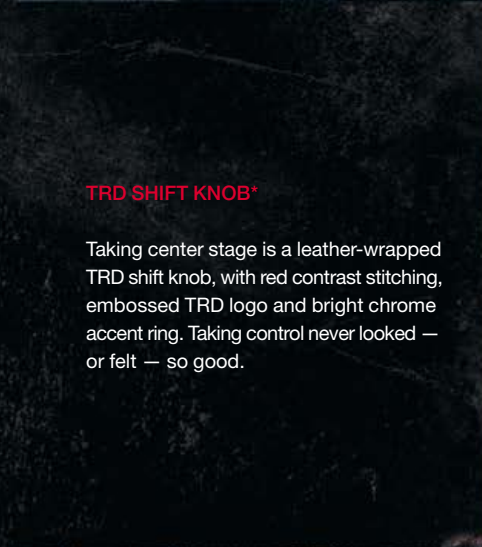 TRD SHIFT KNOB*
Taking center stage is a leather-wrapped
TRD shift knob, with red contrast stitching,
embossed TRD logo and bright chrome
accent ring. Taking control never looked —
or felt — so good.